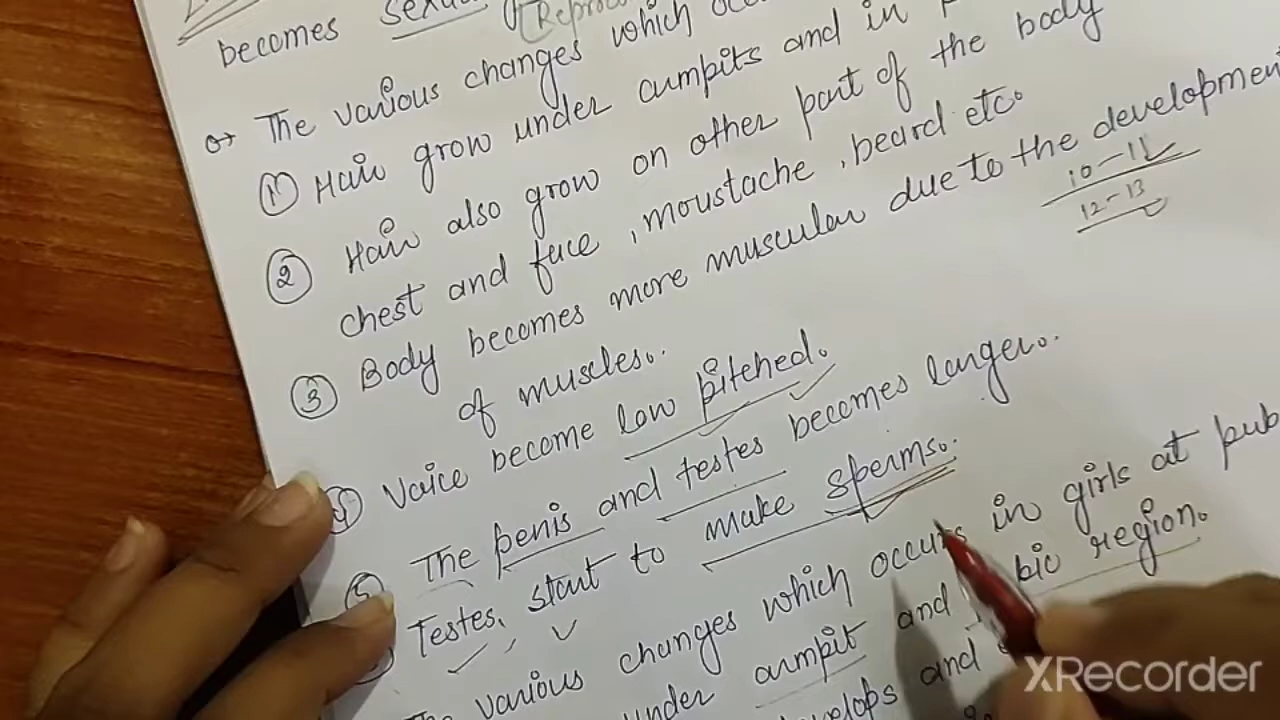 becomes
The various changes which
① Hair grow under armpits and in
② Hair also grow on other part of the body
chest and face, moustache, beard etc.
③ Body becomes more muscular due to the development
of muscles.
10-11
12-13
④ Voice become low pitched.
⑤ The penis and testes becomes larger.
Testes, start to make sperms.
various changes which occurs in girls at pub
under armpit and bic region.
and
XRecorder